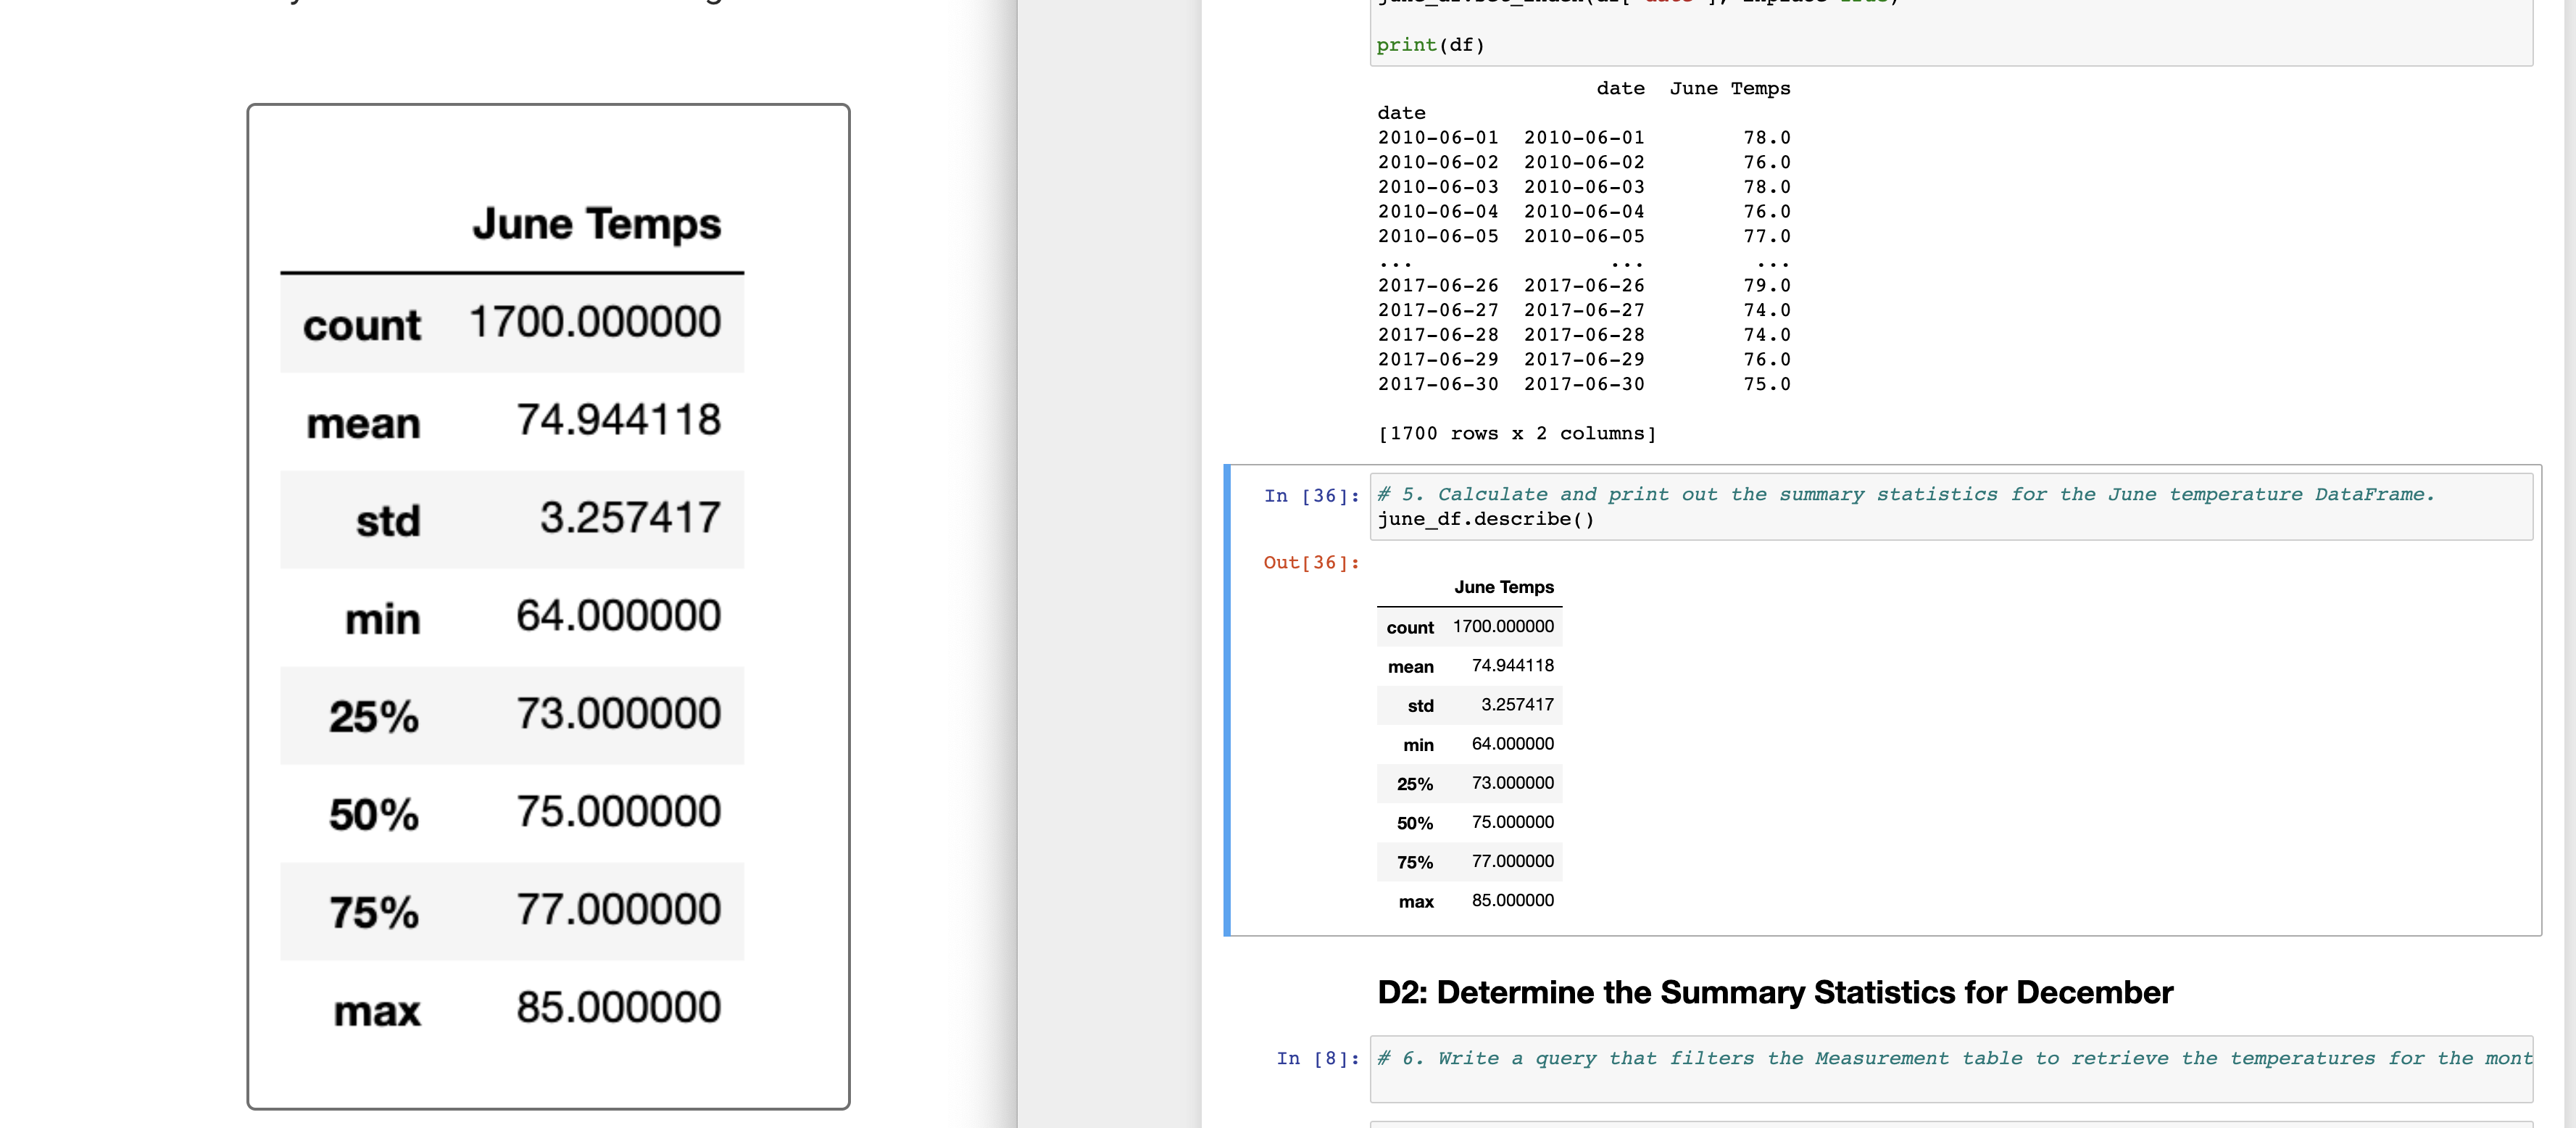 June Temps
count 1700.000000
mean 74.944118
std 3.257417
min 64.000000
25% 73.000000
50% 75.000000
75% 77.000000
max 85.000000
print(df)
date June Temps
date
2010-06-01 2010-06-01 78.0
2010-06-02 2010-06-02 76.0
2010-06-03 2010-06-03 78.0
2010-06-04 2010-06-04 76.0
2010-06-05 2010-06-05 77.0
... ... ...
2017-06-26 2017-06-26 79.0
2017-06-27 2017-06-27 74.0
2017-06-28 2017-06-28 74.0
2017-06-29 2017-06-29 76.0
2017-06-30 2017-06-30 75.0
[1700 rows x 2 columns]
In [36]: # 5. Calculate and print out the summary statistics for the June temperature DataFrame.
june_df.describe()
Out[36]:
June Temps
count 1700.000000
mean 74.944118
std 3.257417
min 64.000000
25% 73.000000
50% 75.000000
75% 77.000000
max 85.000000
D2: Determine the Summary Statistics for December
In [8]: # 6. Write a query that filters the Measurement table to retrieve the temperatures for the mont